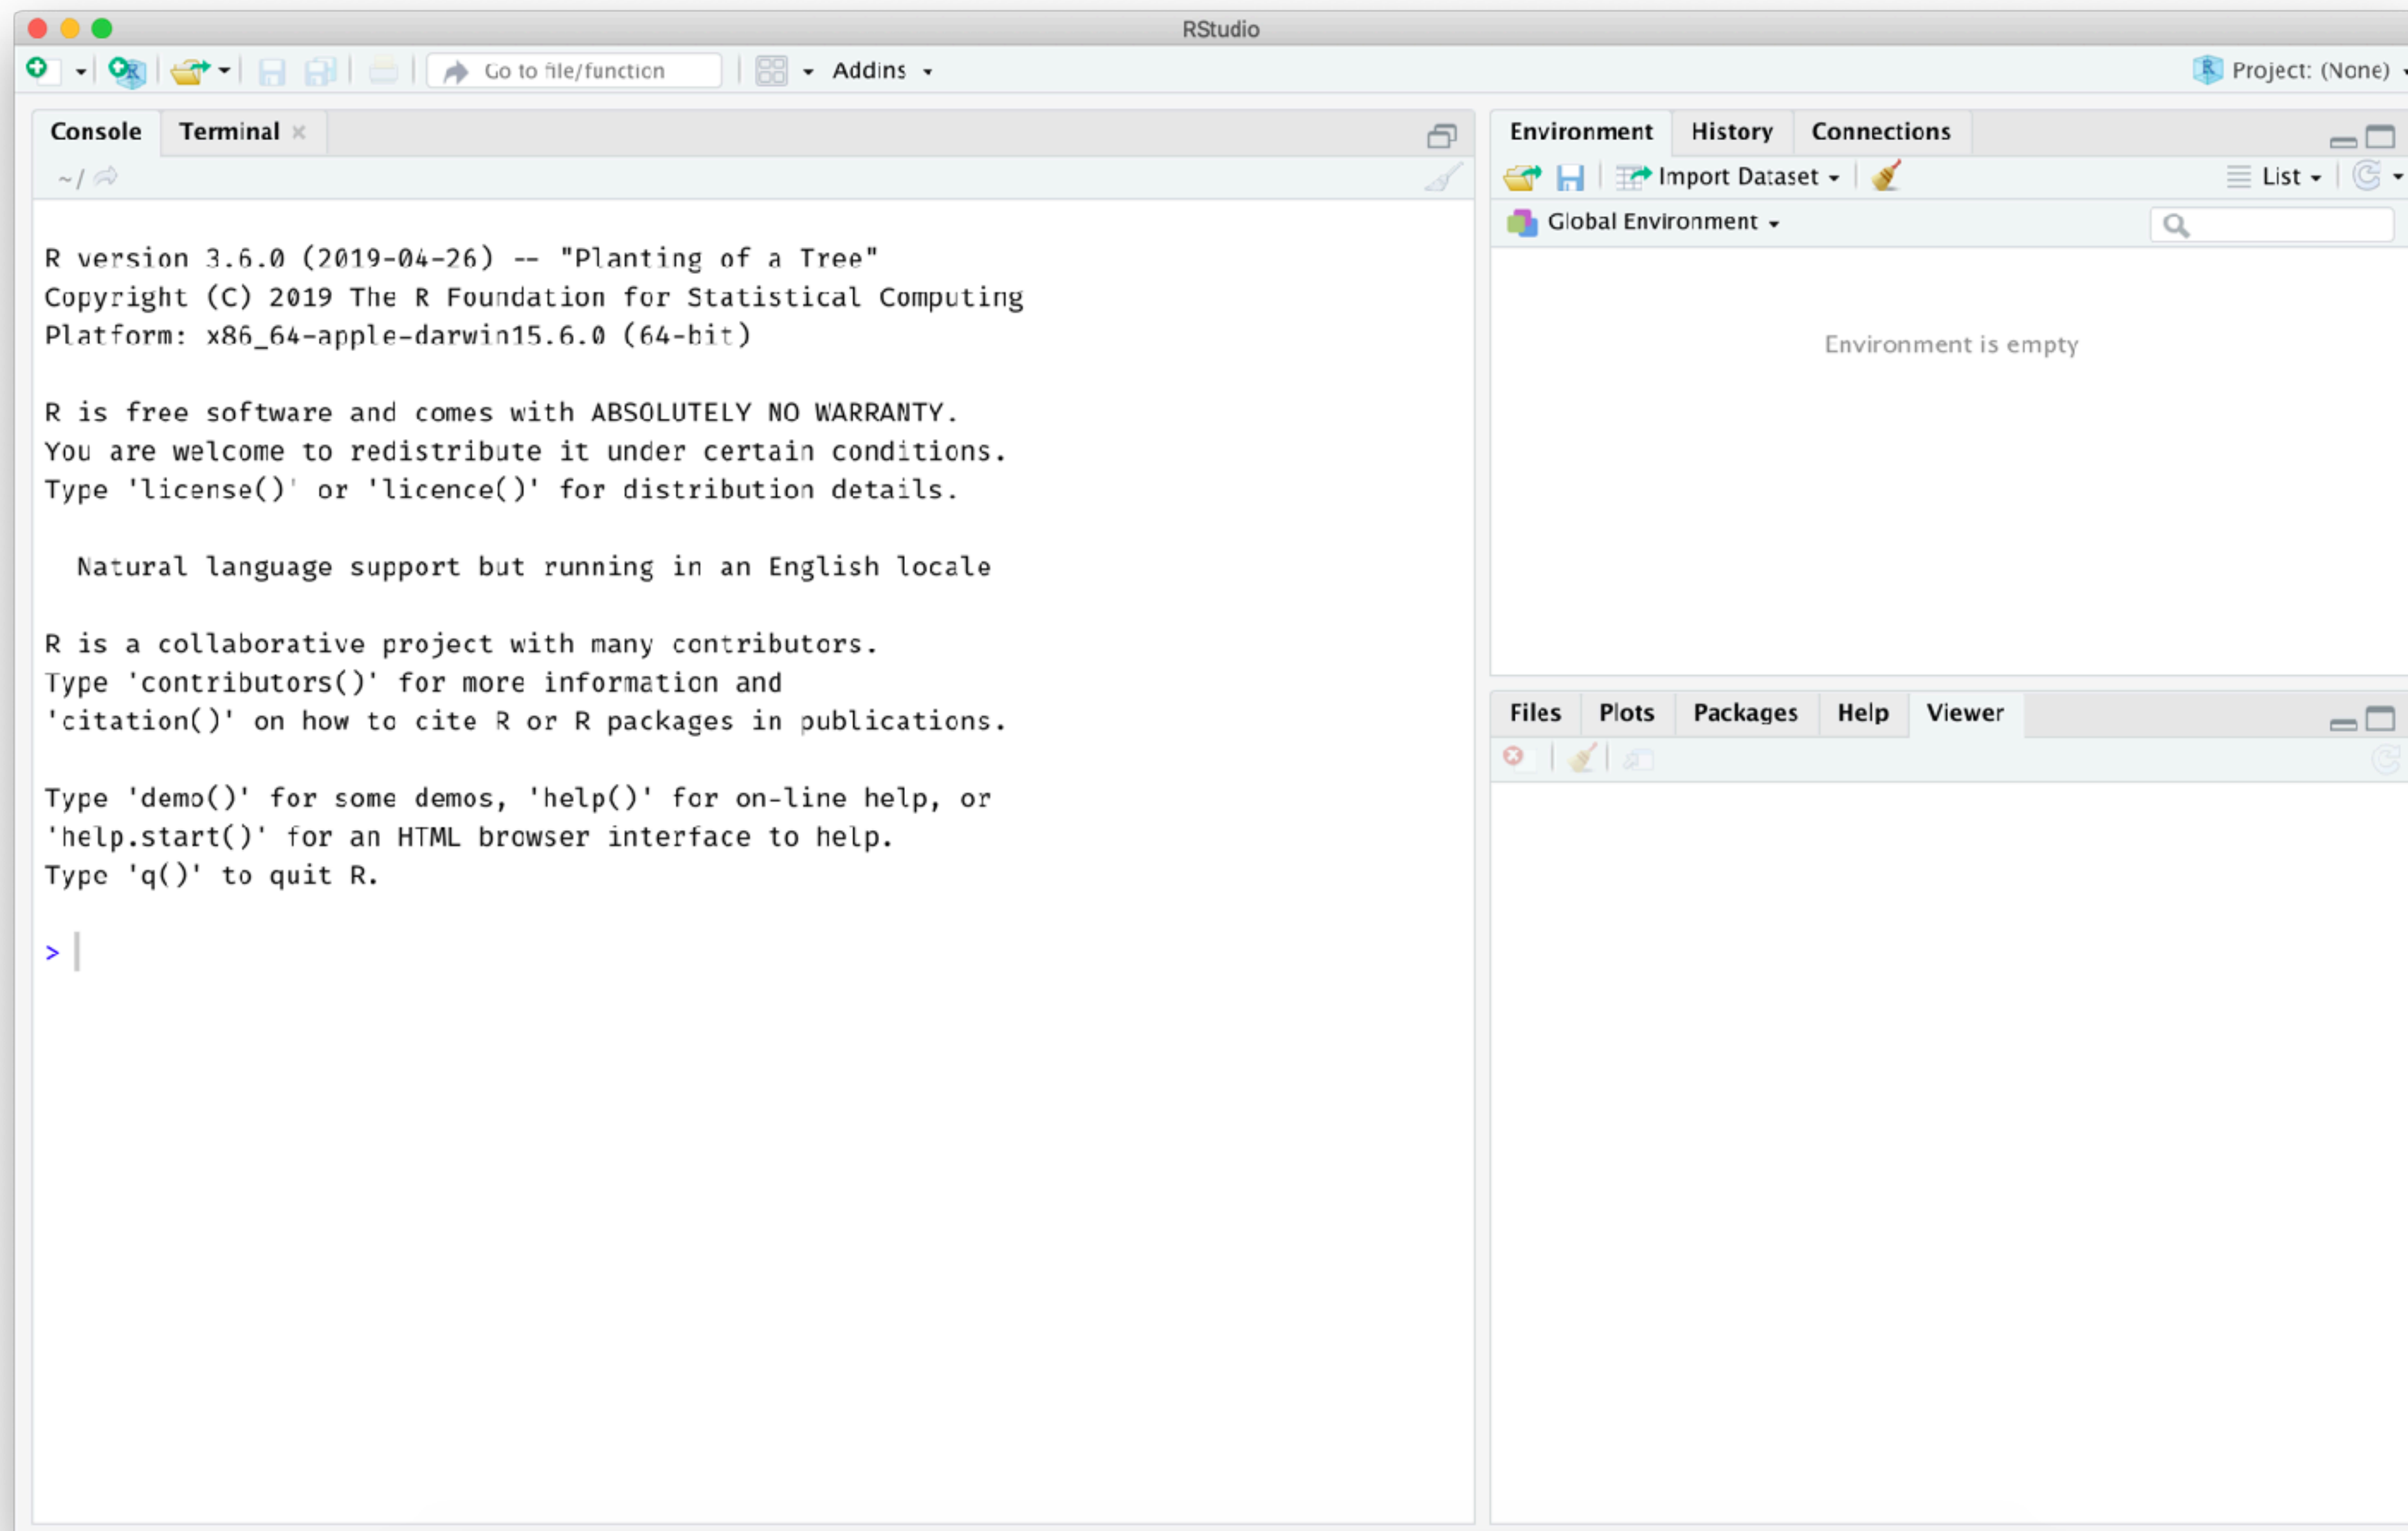 RStudio
Go to file/function
Addins
Project: (None)
Console
Terminal
~/
R version 3.6.0 (2019-04-26) -- "Planting of a Tree"
Copyright (C) 2019 The R Foundation for Statistical Computing
Platform: x86_64-apple-darwin15.6.0 (64-bit)
R is free software and comes with ABSOLUTELY NO WARRANTY.
You are welcome to redistribute it under certain conditions.
Type 'license()' or 'licence()' for distribution details.
Natural language support but running in an English locale
R is a collaborative project with many contributors.
Type 'contributors()' for more information and
'citation()' on how to cite R or R packages in publications.
Type 'demo()' for some demos, 'help()' for on-line help, or
'help.start()' for an HTML browser interface to help.
Type 'q()' to quit R.
>
Environment
History
Connections
Import Dataset
List
Global Environment
Environment is empty
Files
Plots
Packages
Help
Viewer